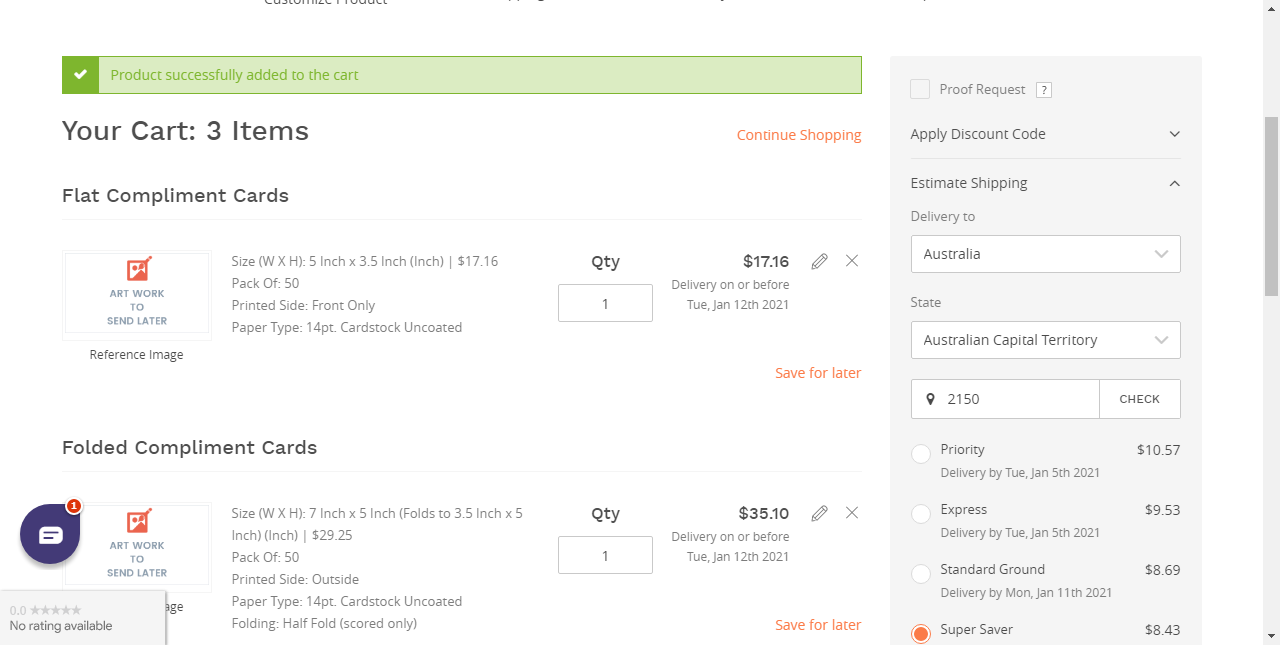 Customize Product
Product successfully added to the cart
Your Cart: 3 Items
Continue Shopping
Flat Compliment Cards
ART WORK
TO
SEND LATER
Reference Image
Size (W X H): 5 Inch x 3.5 Inch (Inch) | $17.16
Pack Of: 50
Printed Side: Front Only
Paper Type: 14pt. Cardstock Uncoated
Qty
1
$17.16
Delivery on or before
Tue, Jan 12th 2021
Save for later
Folded Compliment Cards
ART WORK
TO
SEND LATER
age
Size (W X H): 7 Inch x 5 Inch (Folds to 3.5 Inch x 5
Inch) (Inch) | $29.25
Pack Of: 50
Printed Side: Outside
Paper Type: 14pt. Cardstock Uncoated
Folding: Half Fold (scored only)
Qty
1
$35.10
Delivery on or before
Tue, Jan 12th 2021
Save for later
1
0.0 ★★★★★
No rating available
Proof Request ?
Apply Discount Code
Estimate Shipping
Delivery to
Australia
State
Australian Capital Territory
2150
CHECK
Priority $10.57
Delivery by Tue, Jan 5th 2021
Express $9.53
Delivery by Tue, Jan 5th 2021
Standard Ground $8.69
Delivery by Mon, Jan 11th 2021
Super Saver $8.43